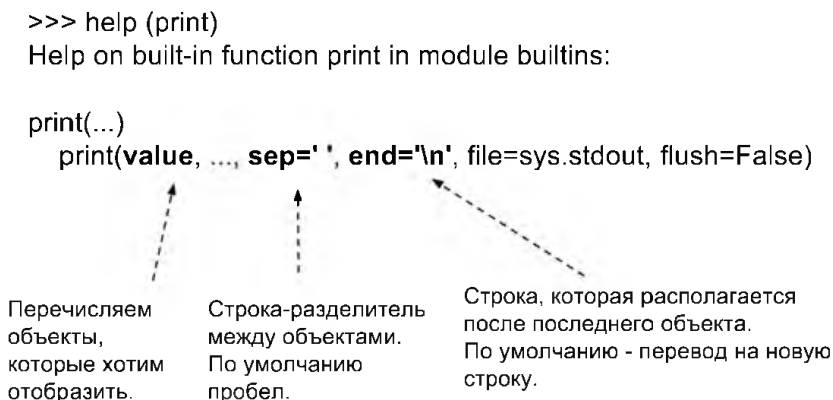 >>> help (print)
Help on built-in function print in module builtins:
print(...)
print(value, ..., sep=' ', end='\n', file=sys.stdout, flush=False)
Перечисляем
объекты,
которые хотим
отобразить.
Строка-разделитель
между объектами.
По умолчанию
пробел.
Строка, которая располагается
после последнего объекта.
По умолчанию - перевод на новую
строку.